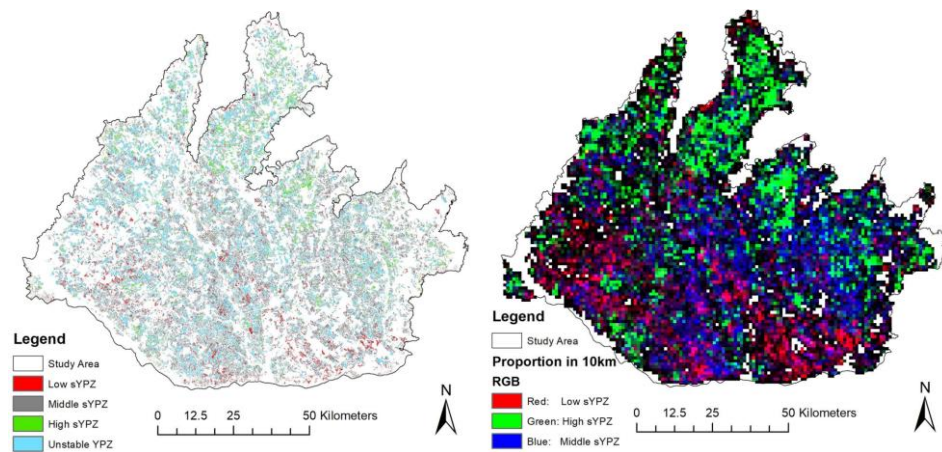 Legend
Study Area
Low sYPZ
Middle sYPZ
High sYPZ
Unstable YPZ
0 12.5 25 50 Kilometers
N
Legend
Study Area
Proportion in 10km
RGB
Red: Low sYPZ
Green: High sYPZ
Blue: Middle sYPZ
0 12.5 25 50 Kilometers
N